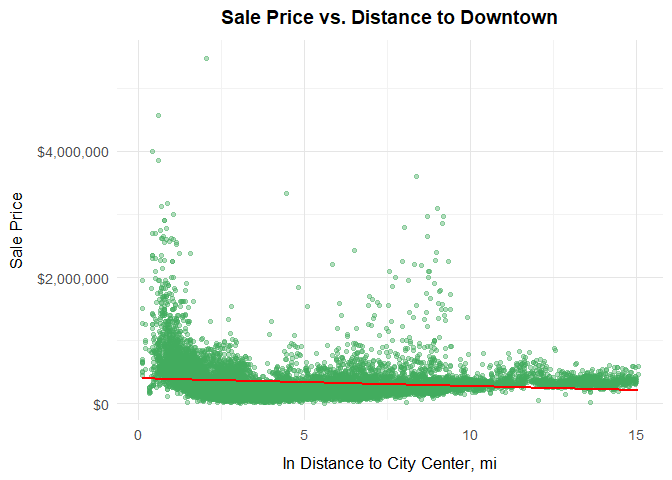 Sale Price vs. Distance to Downtown
Sale Price
$4,000,000
$2,000,000
$0
0 5 10 15
In Distance to City Center, mi